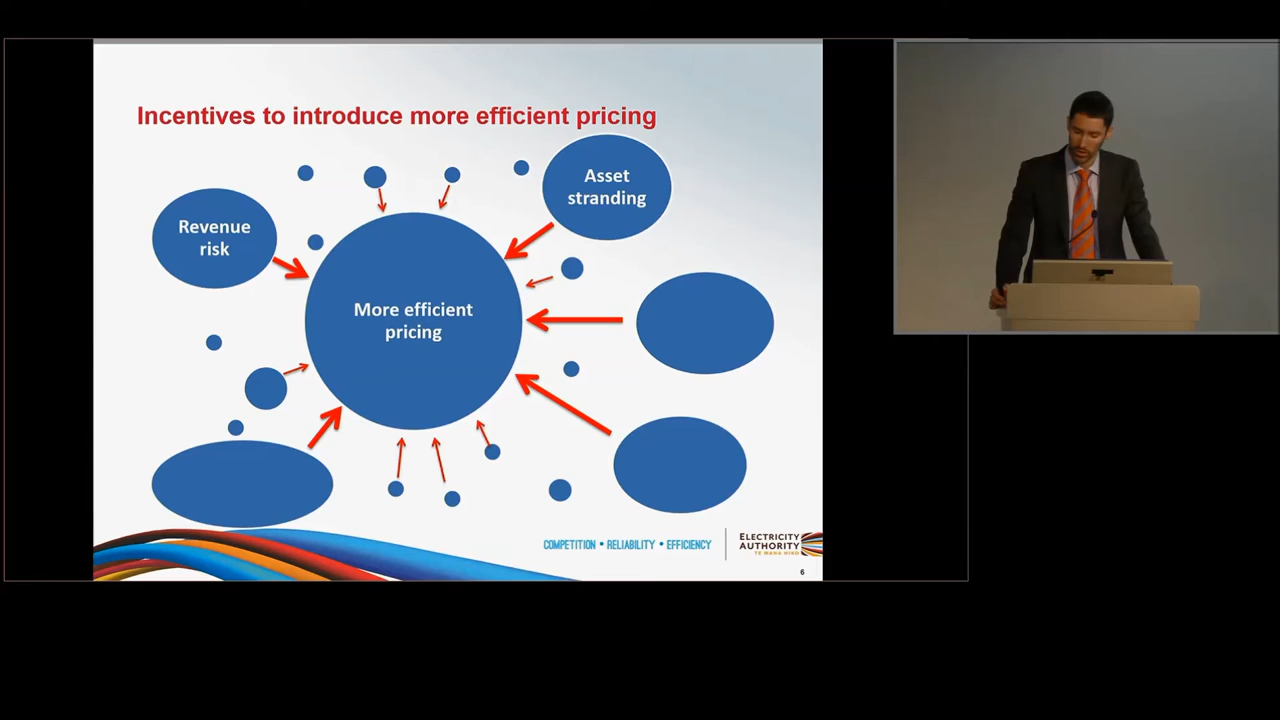 Incentives to introduce more efficient pricing
Asset
stranding
Revenue
risk
More efficient
pricing
COMPETITION • RELIABILITY • EFFICIENCY
ELECTRICITY
AUTHORITY
TE MANA HIKO
6